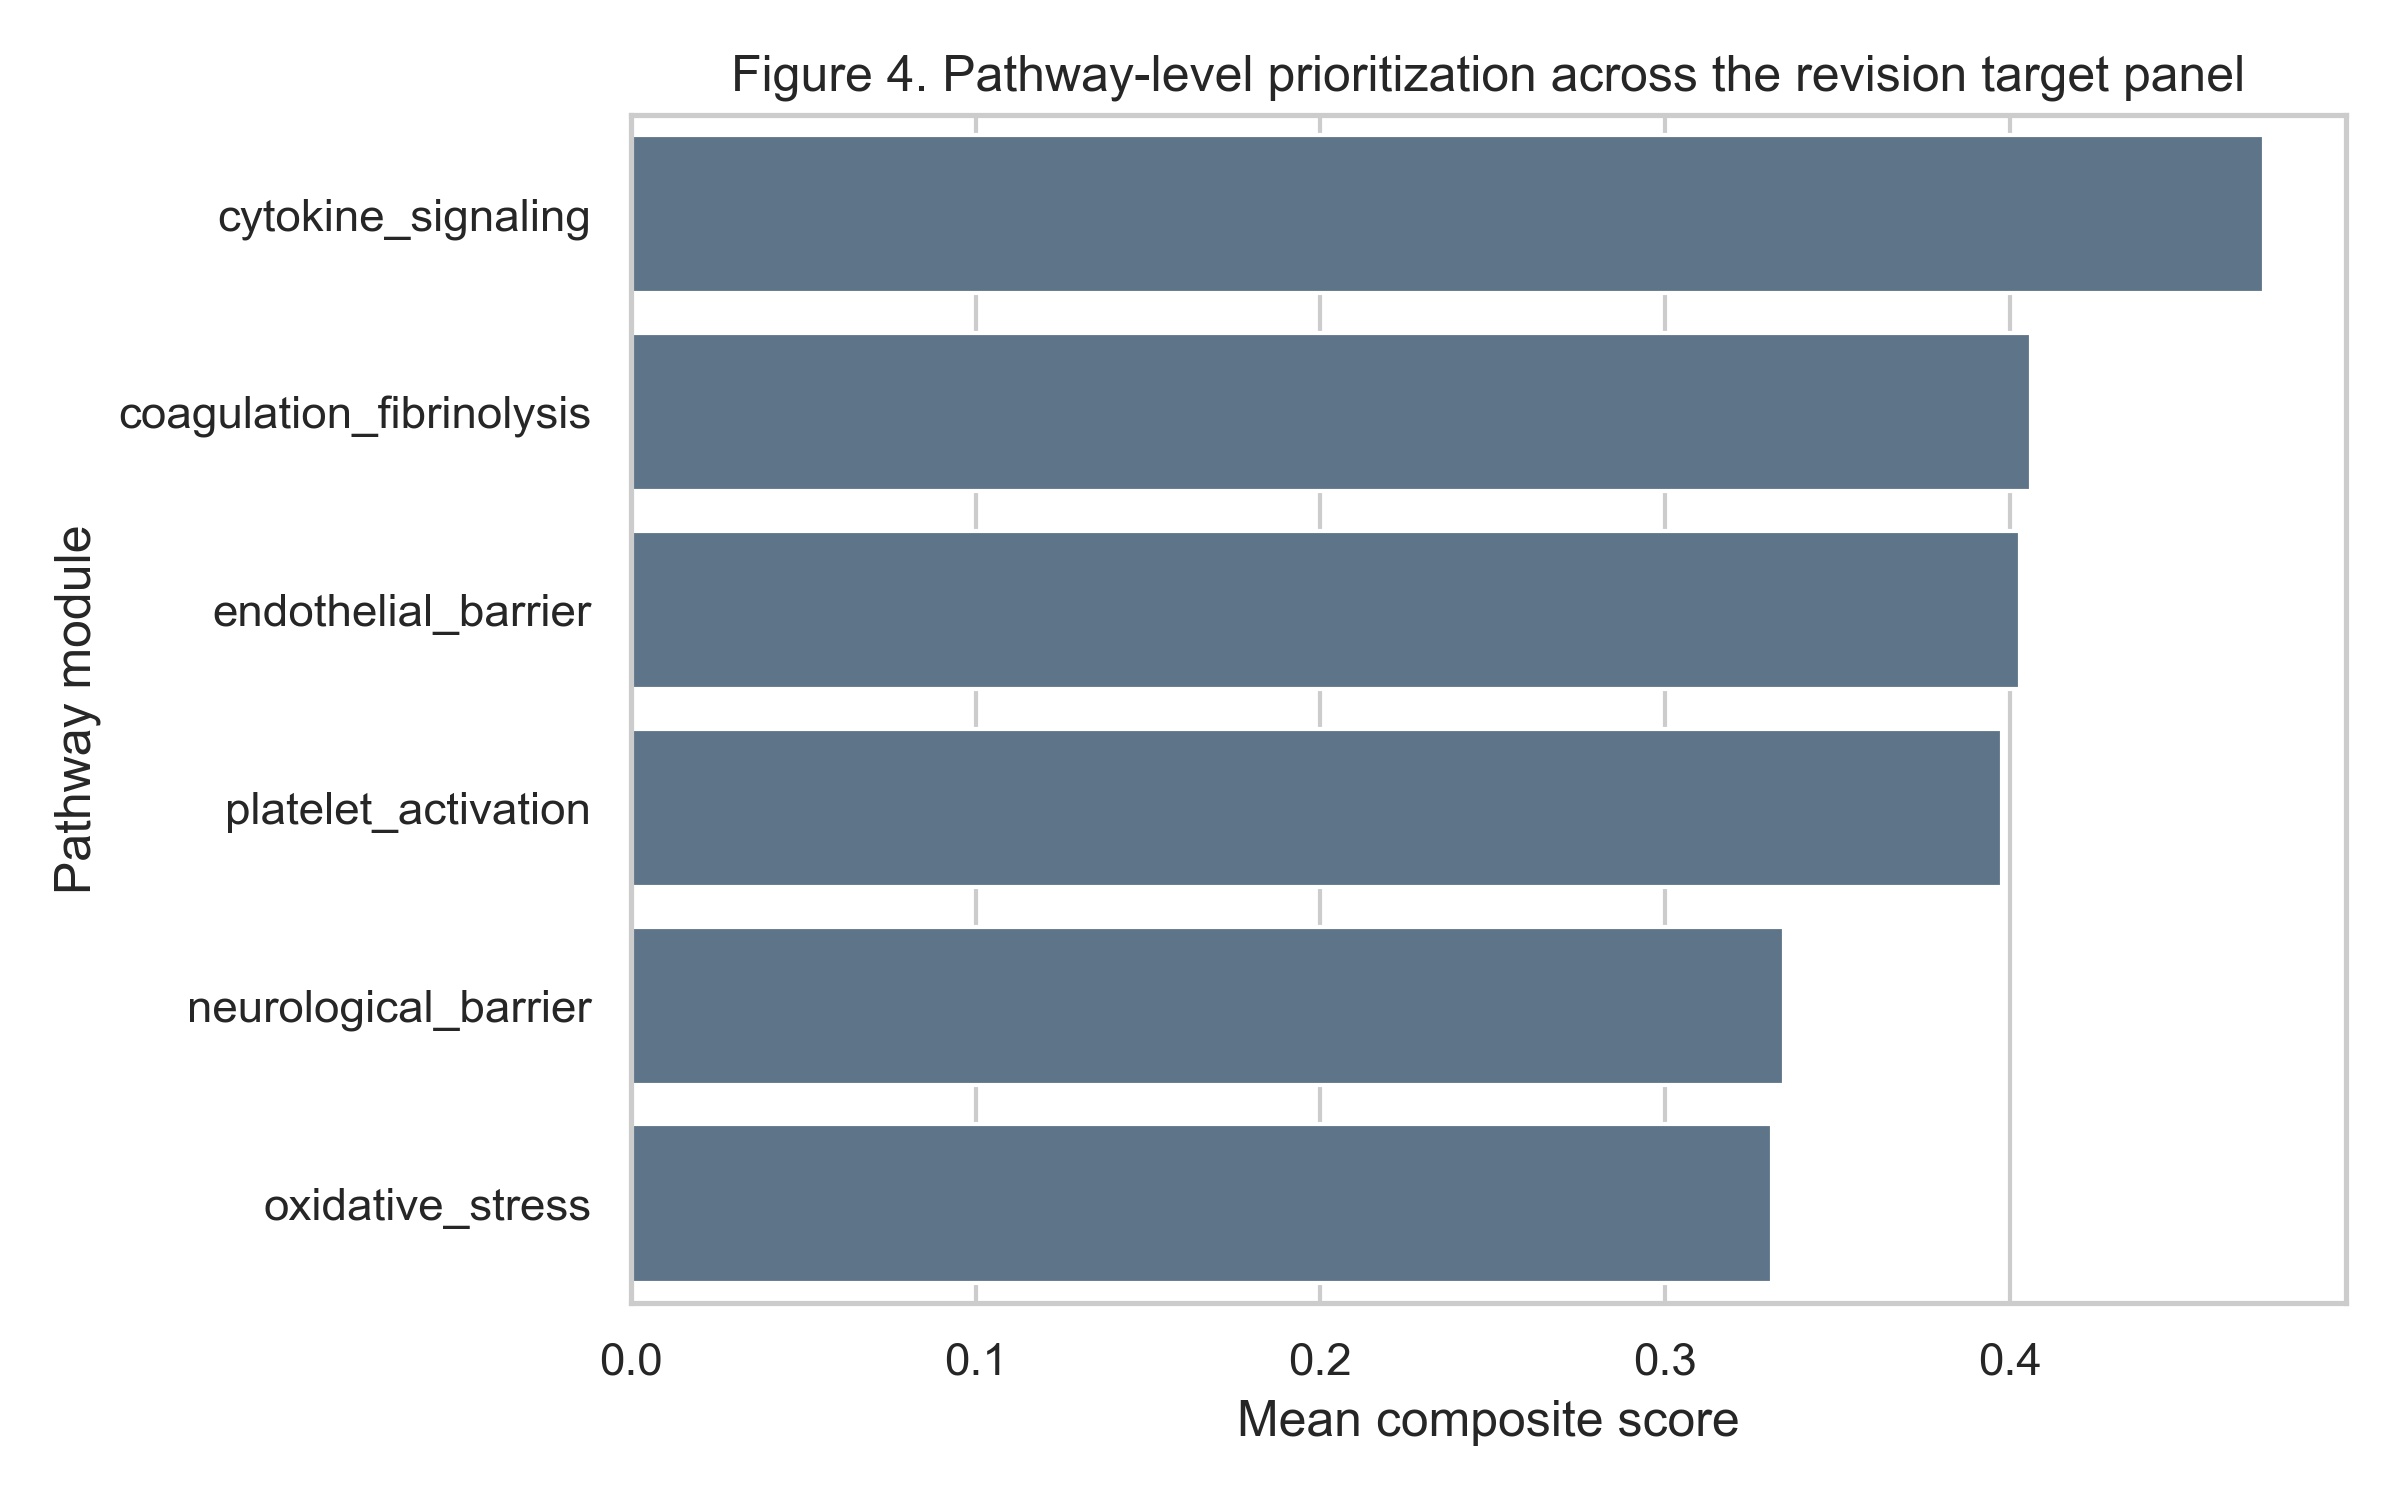 Figure 4. Pathway-level prioritization across the revision target panel
Pathway module
cytokine_signaling
coagulation_fibrinolysis
endothelial_barrier
platelet_activation
neurological_barrier
oxidative_stress
0.0 0.1 0.2 0.3 0.4
Mean composite score